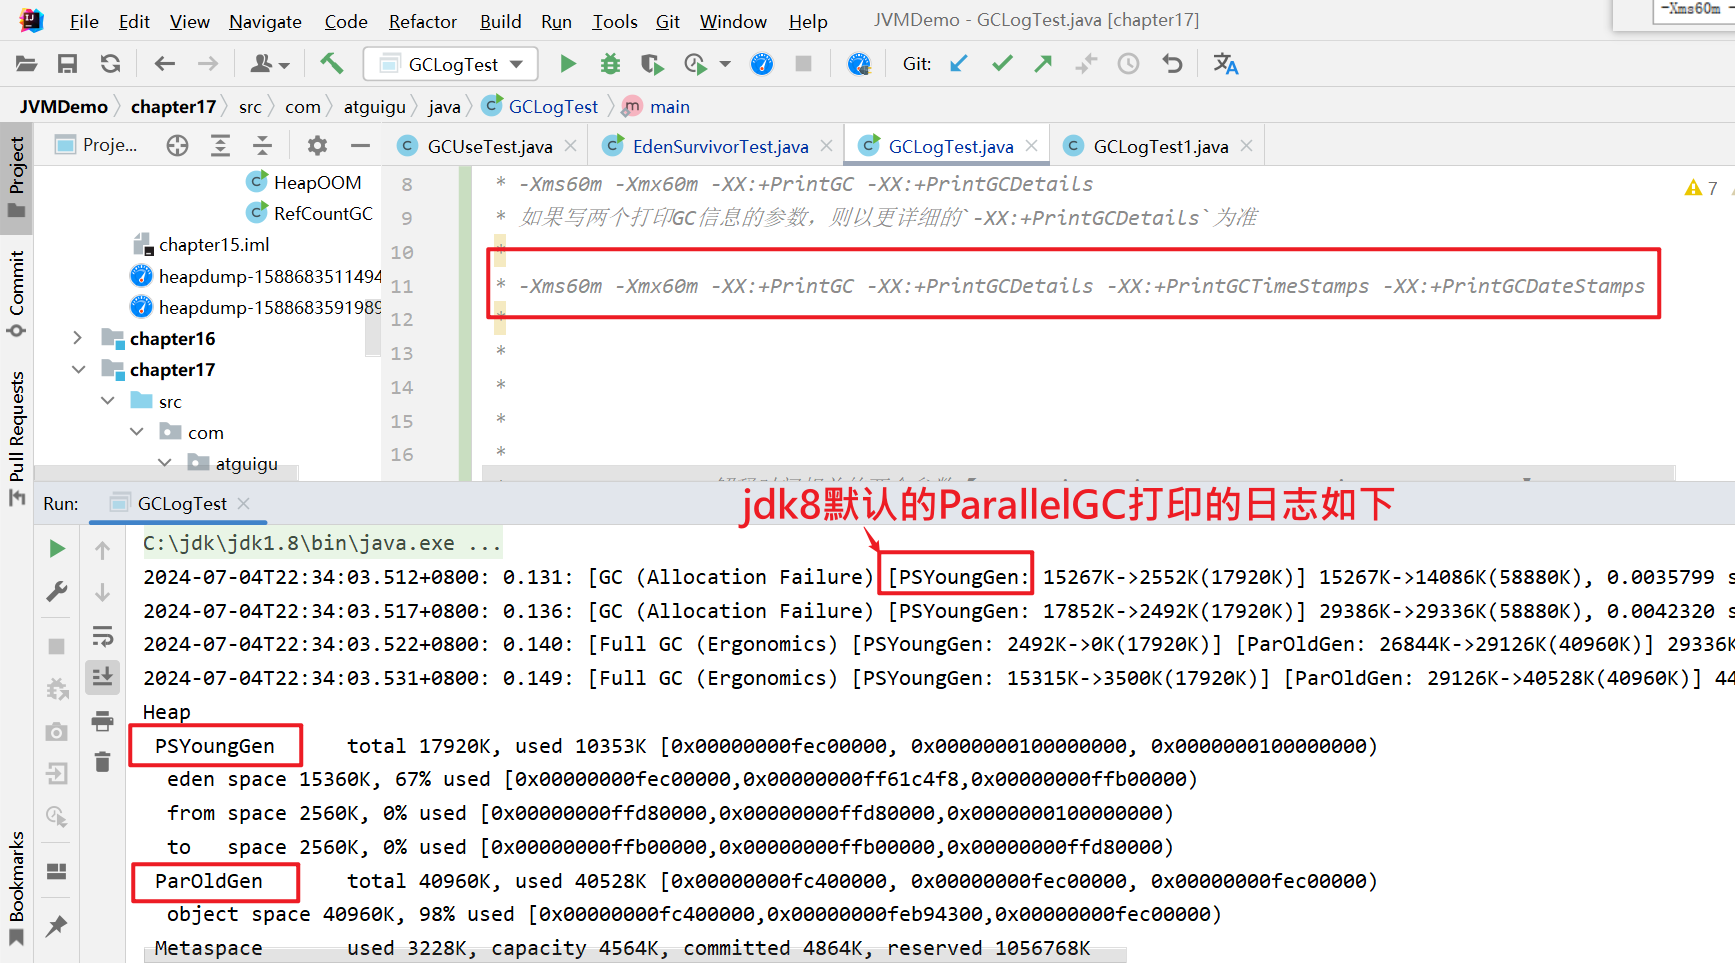 File Edit View Navigate Code Refactor Build Run Tools Git Window Help JVMDemo - GCLogTest.java [chapter17]
-Xms60m
GCLogTest Git:
JVMDemo chapter17 src com atguigu java GCLogTest main
Project
Proje...
GCUseTest.java EdenSurvivorTest.java GCLogTest.java GCLogTest1.java
HeapOOM
RefCountGC
chapter15.iml
heapdump-1588683511494
heapdump-1588683591989
chapter16
chapter17
src
com
atguigu
Commit
Pull Requests
Bookmarks
7
8 * -Xms60m -Xmx60m -XX:+PrintGC -XX:+PrintGCDetails
9 * 如果写两个打印GC信息的参数，则以更详细的`-XX:+PrintGCDetails`为准
10 *
11 * -Xms60m -Xmx60m -XX:+PrintGC -XX:+PrintGCDetails -XX:+PrintGCTimeStamps -XX:+PrintGCDateStamps
12 *
13 *
14 *
15 *
16 *
Run: GCLogTest
jdk8默认的ParallelGC打印的日志如下
C:\jdk\jdk1.8\bin\java.exe ...
2024-07-04T22:34:03.512+0800: 0.131: [GC (Allocation Failure) [PSYoungGen: 15267K->2552K(17920K)] 15267K->14086K(58880K), 0.0035799 s
2024-07-04T22:34:03.517+0800: 0.136: [GC (Allocation Failure) [PSYoungGen: 17852K->2492K(17920K)] 29386K->29336K(58880K), 0.0042320 s
2024-07-04T22:34:03.522+0800: 0.140: [Full GC (Ergonomics) [PSYoungGen: 2492K->0K(17920K)] [ParOldGen: 26844K->29126K(40960K)] 29336K
2024-07-04T22:34:03.531+0800: 0.149: [Full GC (Ergonomics) [PSYoungGen: 15315K->3500K(17920K)] [ParOldGen: 29126K->40528K(40960K)] 44
Heap
PSYoungGen total 17920K, used 10353K [0x00000000fec00000, 0x0000000100000000, 0x0000000100000000)
eden space 15360K, 67% used [0x00000000fec00000,0x00000000ff61c4f8,0x00000000ffb00000)
from space 2560K, 0% used [0x00000000ffd80000,0x00000000ffd80000,0x0000000100000000)
to space 2560K, 0% used [0x00000000ffb00000,0x00000000ffb00000,0x00000000ffd80000)
ParOldGen total 40960K, used 40528K [0x00000000fc400000, 0x00000000fec00000, 0x00000000fec00000)
object space 40960K, 98% used [0x00000000fc400000,0x00000000feb94300,0x00000000fec00000)
Metaspace used 3228K, capacity 4564K, committed 4864K, reserved 1056768K